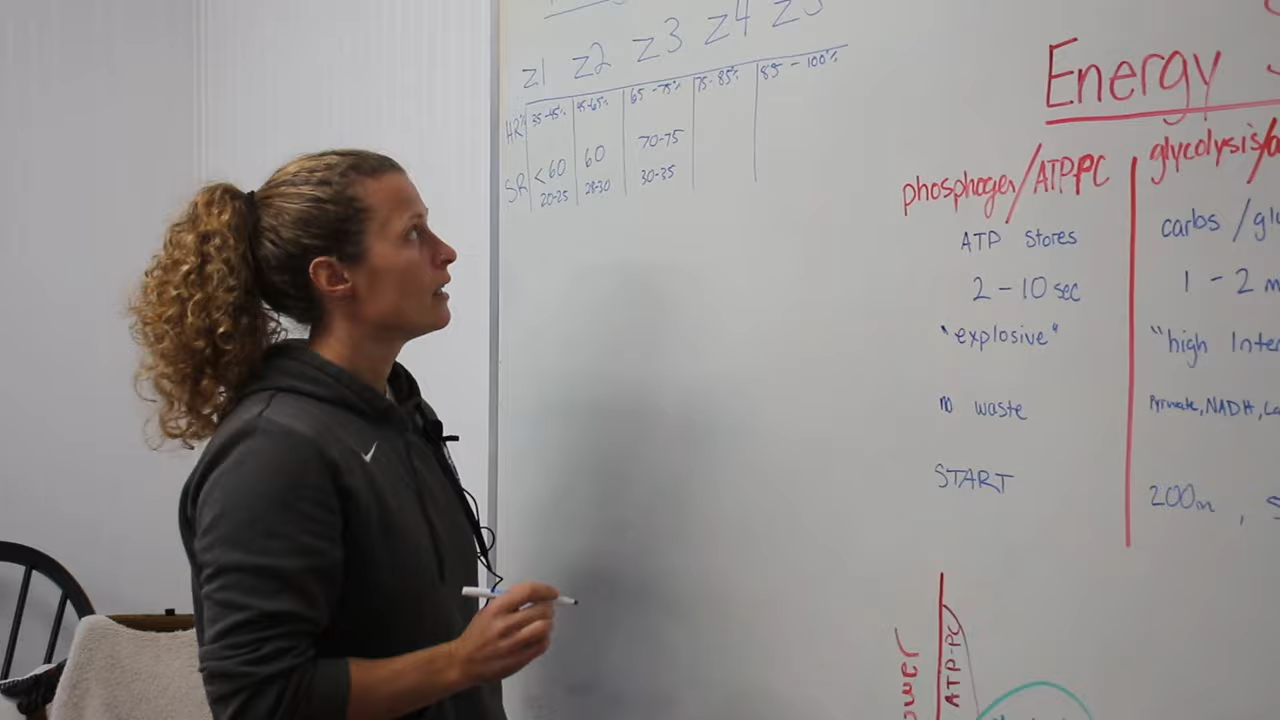 Z1 Z2 Z3 Z4 Z5
HR% 35-45% 45-65% 65-75% 75-85% 85-100%
<60 60 70-75
SR 20-25 28-30 30-35
Energy
phosphogen/ATP-PC glycolysis/
ATP stores carbs /
2-10 sec 1-2
"explosive" "high
no waste Pyruvate, NADH,
START 200m,
ATP-PC